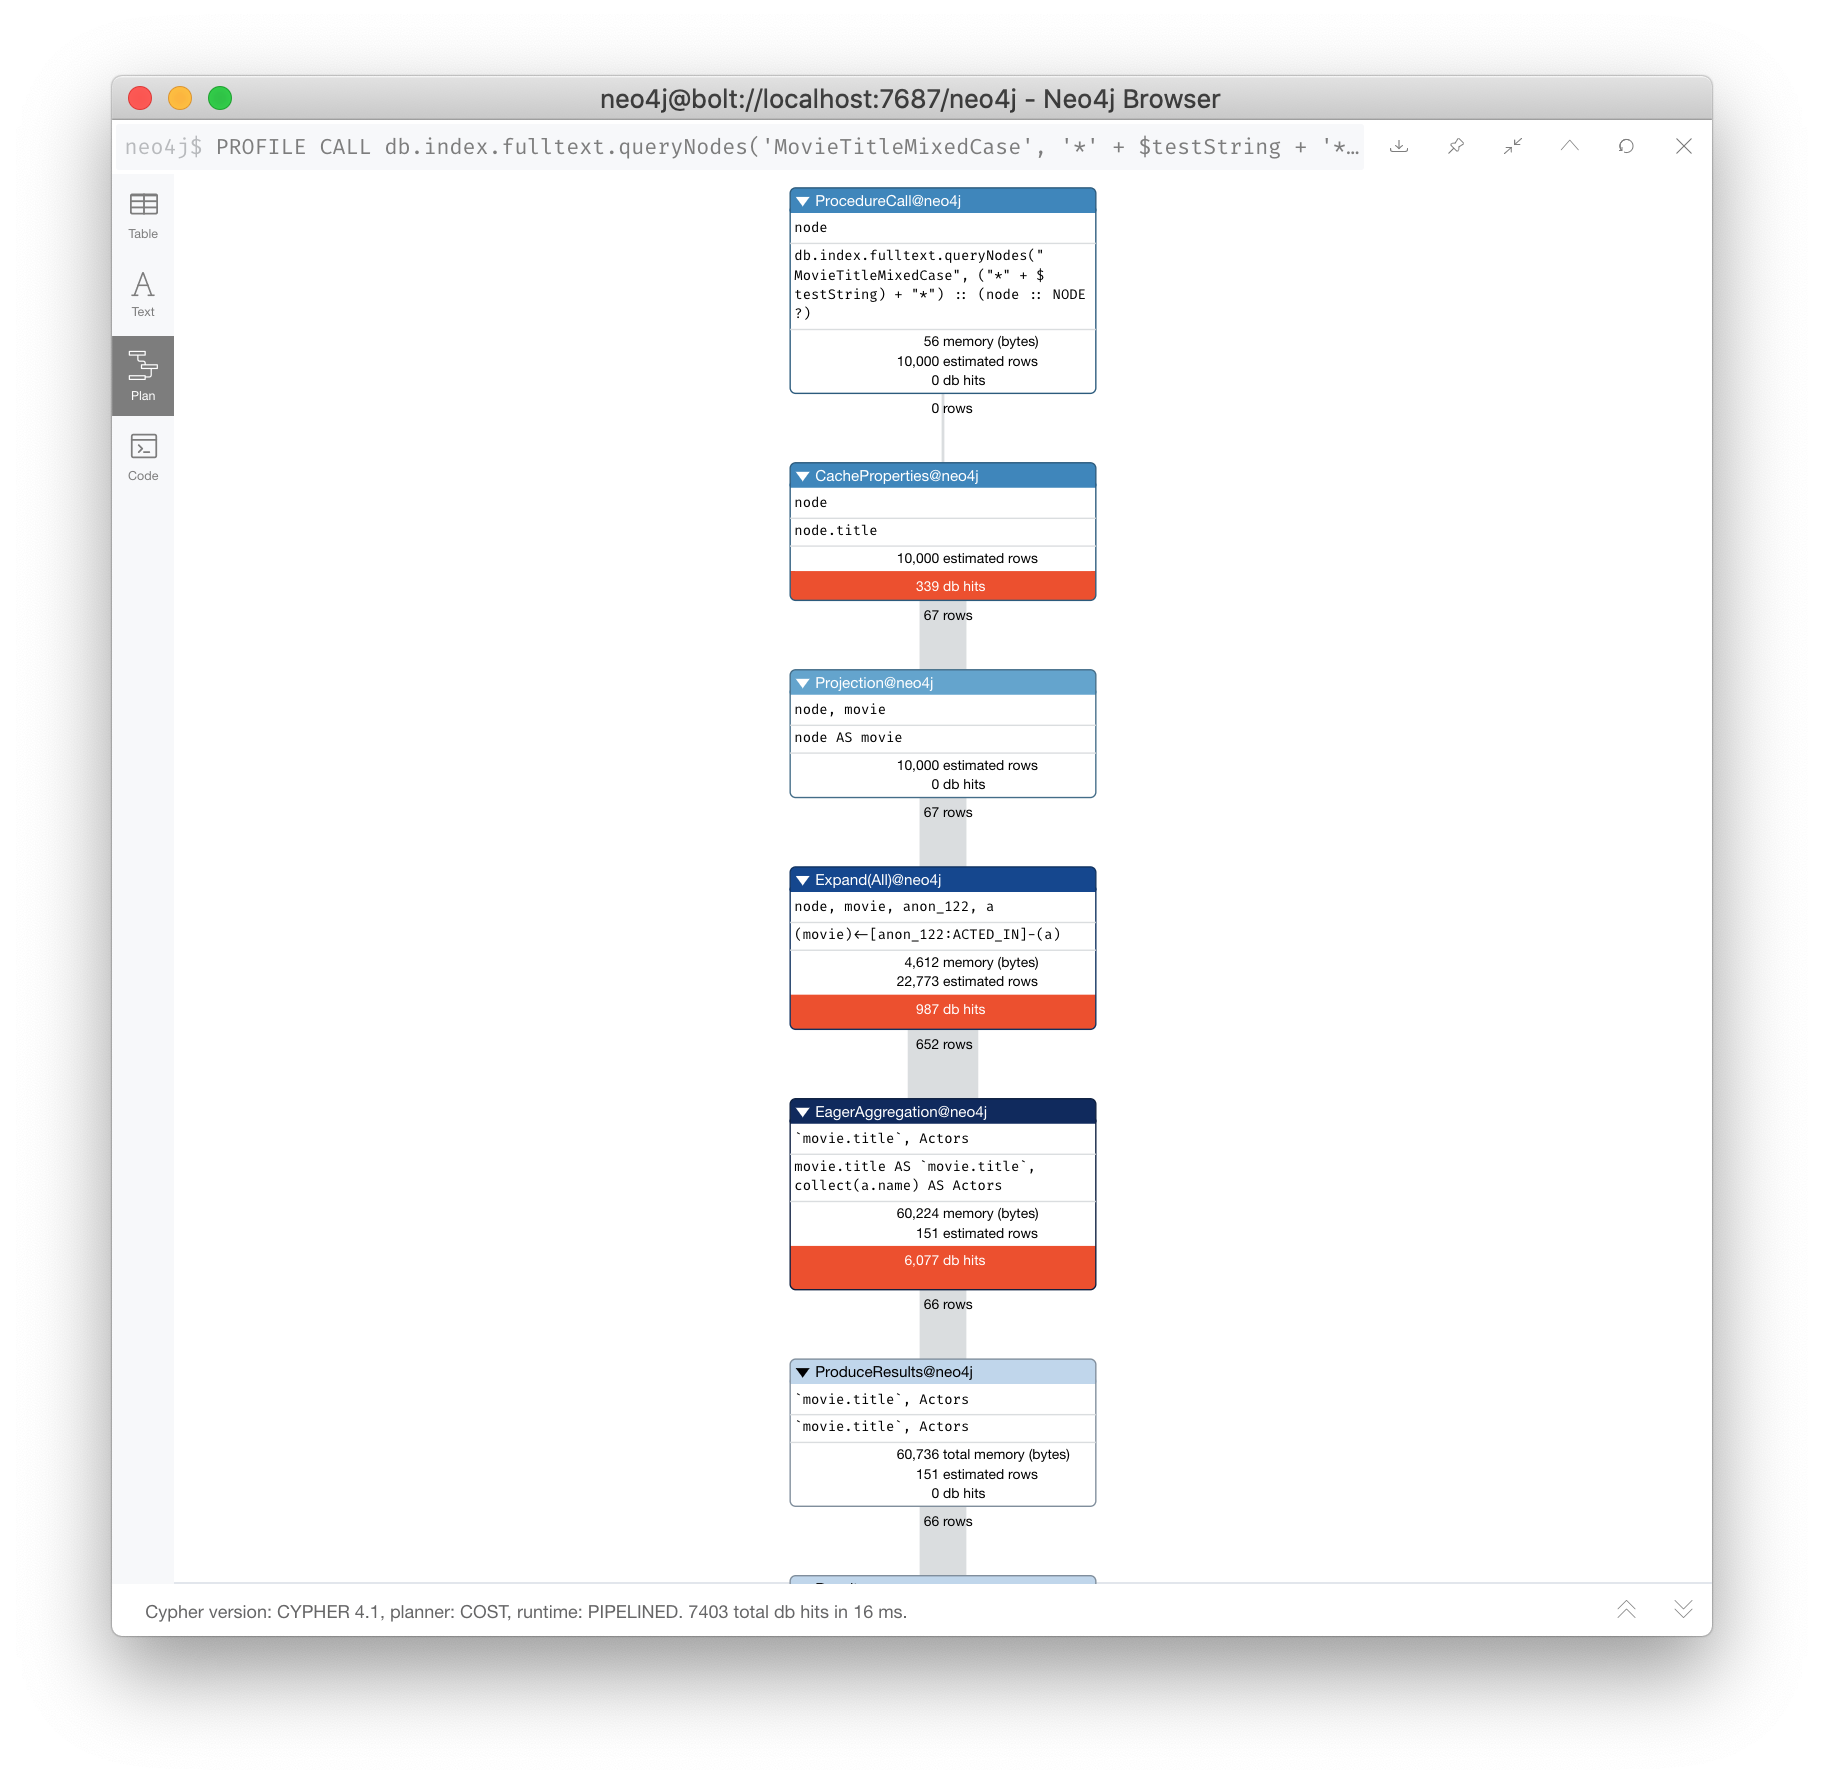 neo4j@bolt://localhost:7687/neo4j - Neo4j Browser
neo4j$ PROFILE CALL db.index.fulltext.queryNodes('MovieTitleMixedCase', '*' + $testString + '*…
Table
Text
Plan
Code
ProcedureCall@neo4j
node
db.index.fulltext.queryNodes("
MovieTitleMixedCase", ("*" + $
testString) + "*") :: (node :: NODE
?)
56 memory (bytes)
10,000 estimated rows
0 db hits
0 rows
CacheProperties@neo4j
node
node.title
10,000 estimated rows
339 db hits
67 rows
Projection@neo4j
node, movie
node AS movie
10,000 estimated rows
0 db hits
67 rows
Expand(All)@neo4j
node, movie, anon_122, a
(movie)<-[anon_122:ACTED_IN]-(a)
4,612 memory (bytes)
22,773 estimated rows
987 db hits
652 rows
EagerAggregation@neo4j
`movie.title`, Actors
movie.title AS `movie.title`,
collect(a.name) AS Actors
60,224 memory (bytes)
151 estimated rows
6,077 db hits
66 rows
ProduceResults@neo4j
`movie.title`, Actors
`movie.title`, Actors
60,736 total memory (bytes)
151 estimated rows
0 db hits
66 rows
Cypher version: CYPHER 4.1, planner: COST, runtime: PIPELINED. 7403 total db hits in 16 ms.